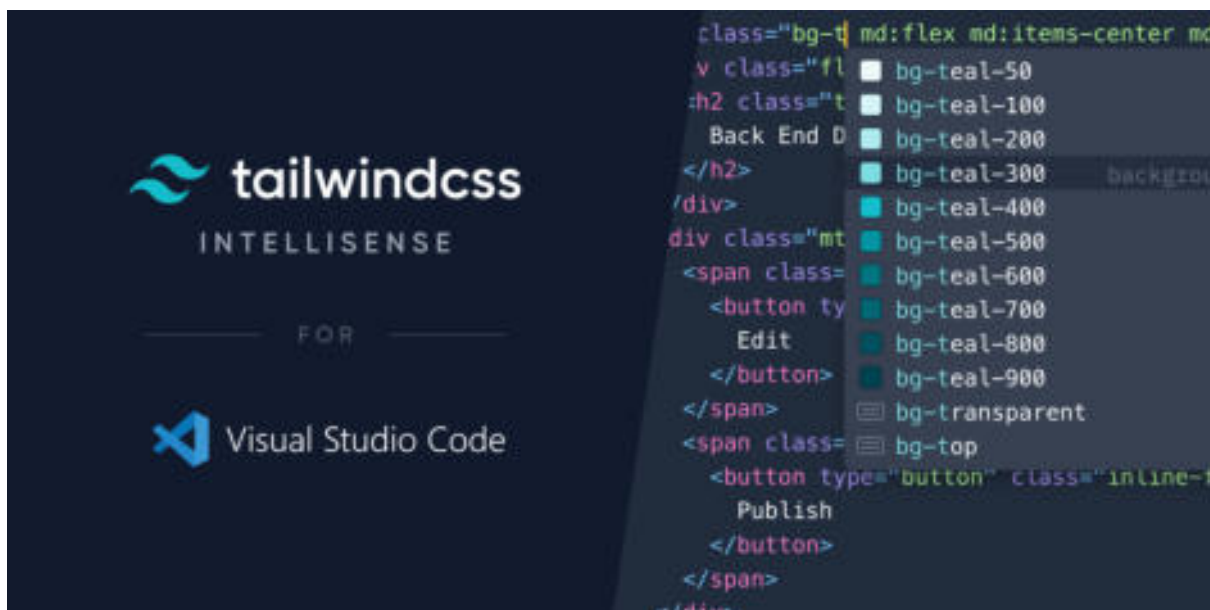 tailwindcss
INTELLISENSE
FOR
Visual Studio Code
class="bg-t md:flex md:items-center md
v class="fl
h2 class="t
Back End D
</h2>
/div>
div class="mt
<span class=
<button ty
Edit
</button>
</span>
<span class=
<button type="button" class="inline-f
Publish
</button>
</span>
bg-teal-50
bg-teal-100
bg-teal-200
bg-teal-300
bg-teal-400
bg-teal-500
bg-teal-600
bg-teal-700
bg-teal-800
bg-teal-900
bg-transparent
bg-top